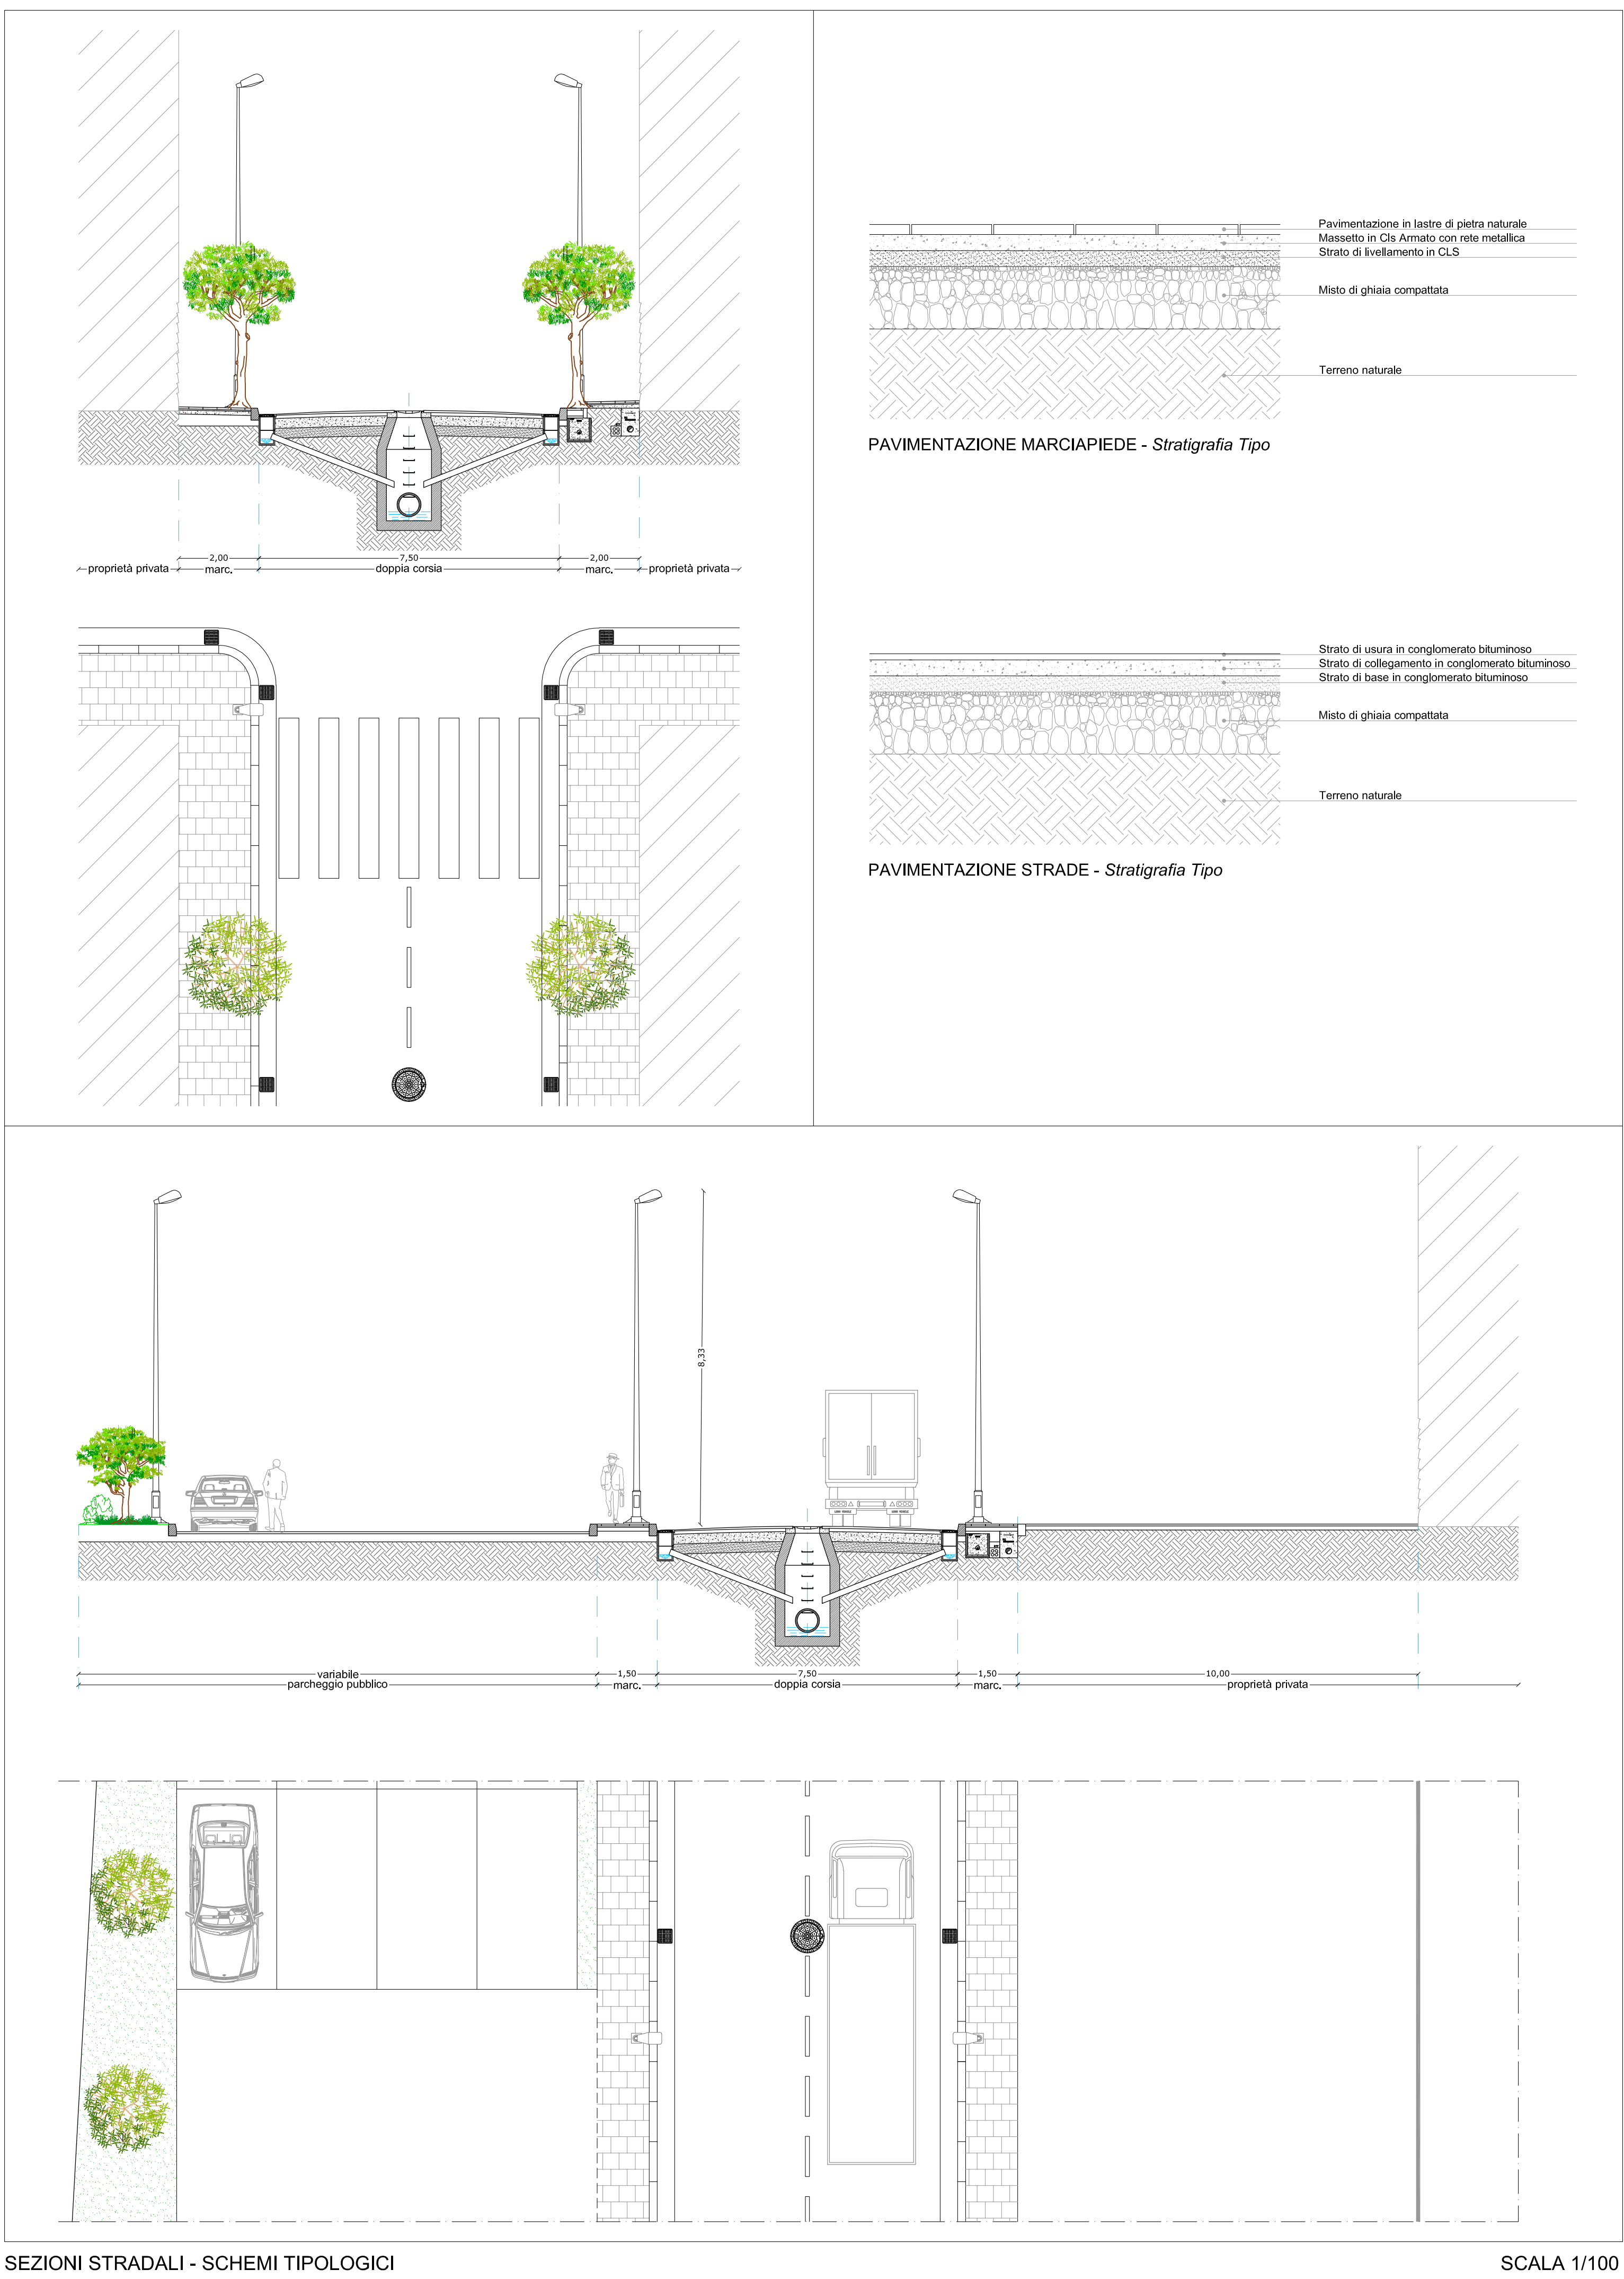 2,00 7,50 2,00
proprietà privata marc. doppia corsia marc. proprietà privata
Pavimentazione in lastre di pietra naturale
Massetto in Cls Armato con rete metallica
Strato di livellamento in CLS
Misto di ghiaia compattata
Terreno naturale
PAVIMENTAZIONE MARCIAPIEDE - Stratigrafia Tipo
Strato di usura in conglomerato bituminoso
Strato di collegamento in conglomerato bituminoso
Strato di base in conglomerato bituminoso
Misto di ghiaia compattata
Terreno naturale
PAVIMENTAZIONE STRADE - Stratigrafia Tipo
8,33
variabile 1,50 7,50 1,50 10,00
parcheggio pubblico marc. doppia corsia marc. proprietà privata
SEZIONI STRADALI - SCHEMI TIPOLOGICI
SCALA 1/100